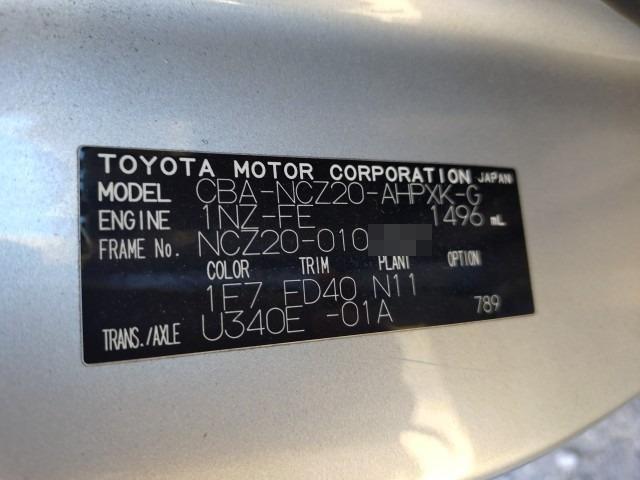 TOYOTA MOTOR CORPORATION JAPAN
MODEL CBA-NCZ20-AHPXK-G
ENGINE 1NZ-FE 1496 mL
FRAME No. NCZ20-010
COLOR TRIM PLANT OPTION
1E7 FD40 N11
TRANS./AXLE U340E -01A 789